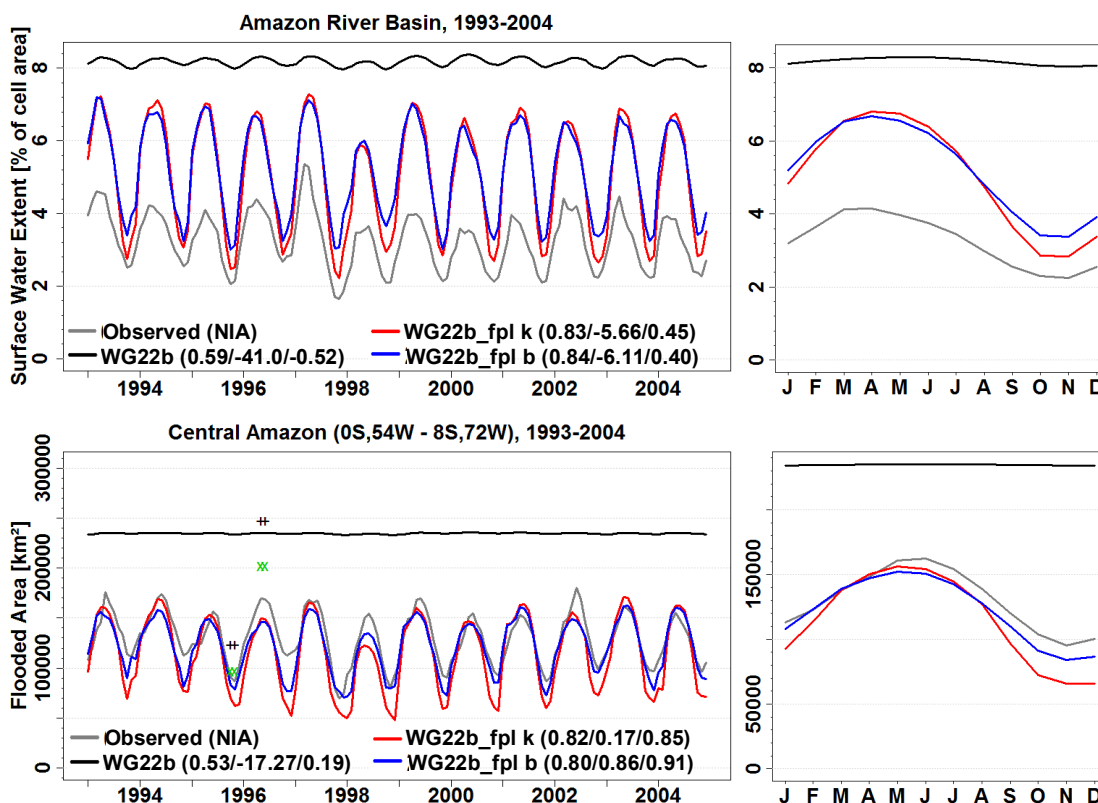 Amazon River Basin, 1993-2004
Surface Water Extent [% of cell area]
8
6
4
2
0
Observed (NIA)
WG22b (0.59/-41.0/-0.52)
WG22b_fpl k (0.83/-5.66/0.45)
WG22b_fpl b (0.84/-6.11/0.40)
1994 1996 1998 2000 2002 2004
8
6
4
2
0
J F M A M J J A S O N D
Central Amazon (0S,54W - 8S,72W), 1993-2004
Flooded Area [km²]
300000
200000
100000
0
++
xx
++
xx
Observed (NIA)
WG22b (0.53/-17.27/0.19)
WG22b_fpl k (0.82/0.17/0.85)
WG22b_fpl b (0.80/0.86/0.91)
1994 1996 1998 2000 2002 2004
150000
50000
0
J F M A M J J A S O N D